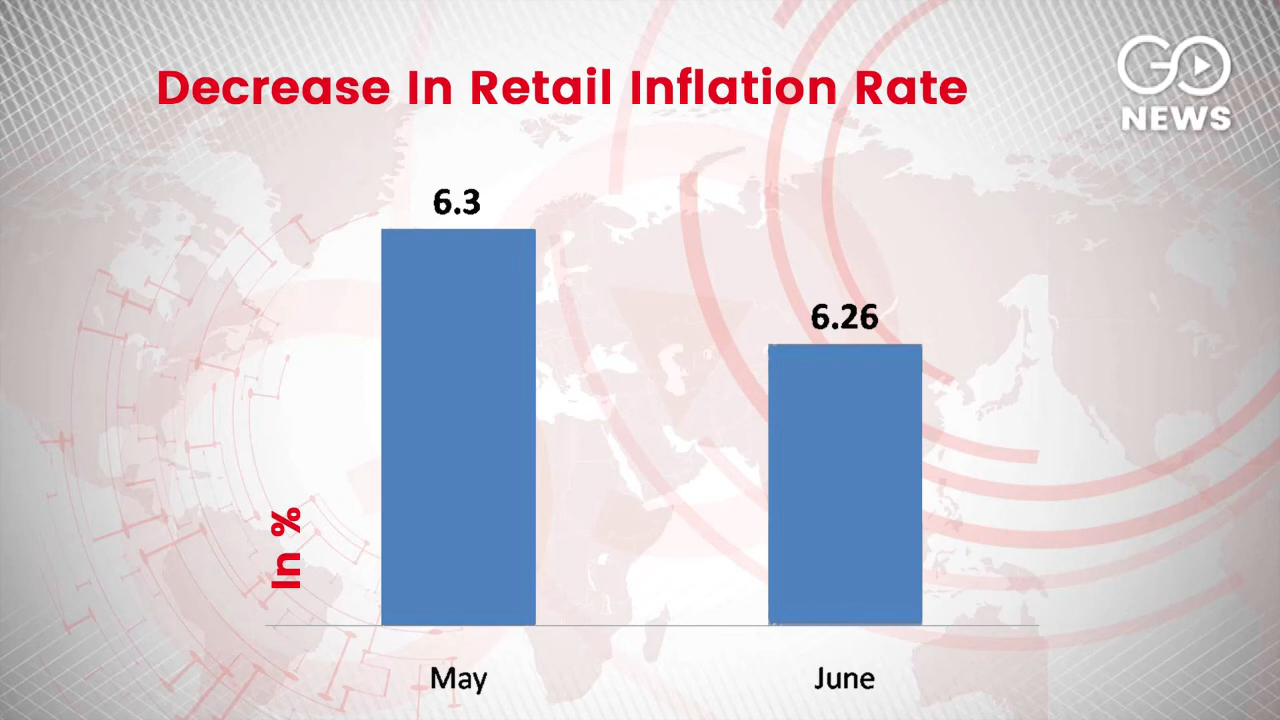 Decrease In Retail Inflation Rate
GO
NEWS
6.3
6.26
In %
May
June